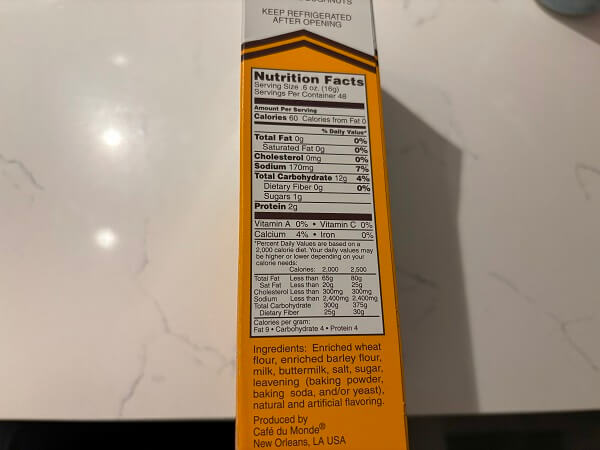 DOUGHNUTS
KEEP REFRIGERATED
AFTER OPENING
Nutrition Facts
Serving Size .6 oz. (16g)
Servings Per Container 48
Amount Per Serving
Calories 60 Calories from Fat 0
% Daily Value*
Total Fat 0g 0%
Saturated Fat 0g 0%
Cholesterol 0mg 0%
Sodium 170mg 7%
Total Carbohydrate 12g 4%
Dietary Fiber 0g 0%
Sugars 1g
Protein 2g
Vitamin A 0% • Vitamin C 0%
Calcium 4% • Iron 0%
*Percent Daily Values are based on a
2,000 calorie diet. Your daily values may
be higher or lower depending on your
calorie needs:
Calories: 2,000 2,500
Total Fat Less than 65g 80g
Sat Fat Less than 20g 25g
Cholesterol Less than 300mg 300mg
Sodium Less than 2,400mg 2,400mg
Total Carbohydrate 300g 375g
Dietary Fiber 25g 30g
Calories per gram:
Fat 9 • Carbohydrate 4 • Protein 4
Ingredients: Enriched wheat
flour, enriched barley flour,
milk, buttermilk, salt, sugar,
leavening (baking powder,
baking soda, and/or yeast),
natural and artificial flavoring.
Produced by
Café du Monde®
New Orleans, LA USA